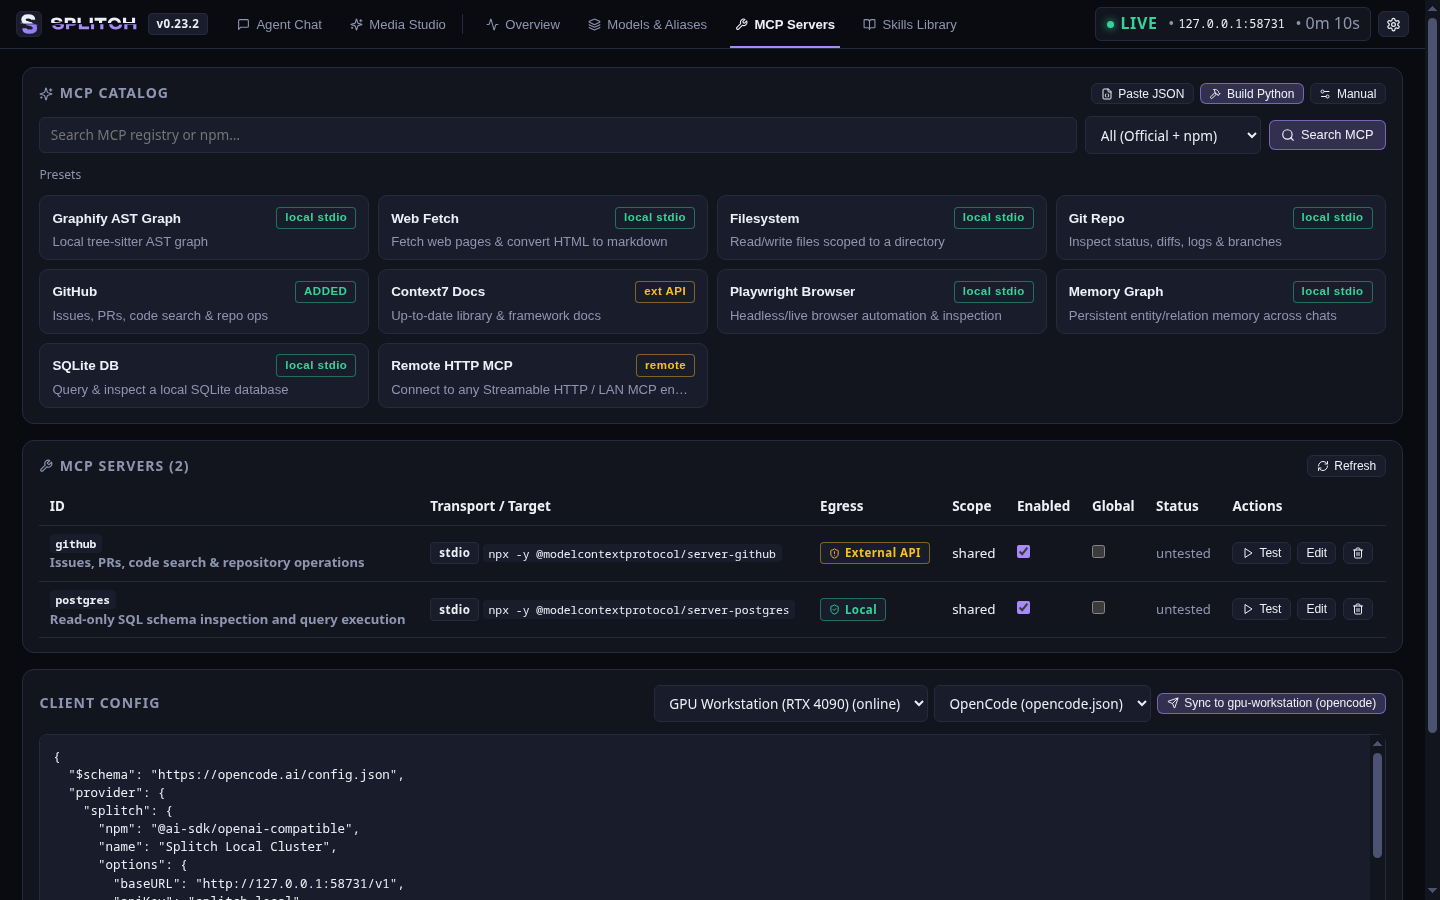 S SPLITCH v0.23.2 Agent Chat Media Studio Overview Models & Aliases MCP Servers Skills Library LIVE • 127.0.0.1:58731 • 0m 10s
MCP CATALOG Paste JSON Build Python Manual
Search MCP registry or npm... All (Official + npm) Search MCP
Presets
Graphify AST Graph local stdio
Local tree-sitter AST graph
Web Fetch local stdio
Fetch web pages & convert HTML to markdown
Filesystem local stdio
Read/write files scoped to a directory
Git Repo local stdio
Inspect status, diffs, logs & branches
GitHub ADDED
Issues, PRs, code search & repo ops
Context7 Docs ext API
Up-to-date library & framework docs
Playwright Browser local stdio
Headless/live browser automation & inspection
Memory Graph local stdio
Persistent entity/relation memory across chats
SQLite DB local stdio
Query & inspect a local SQLite database
Remote HTTP MCP remote
Connect to any Streamable HTTP / LAN MCP en...
MCP SERVERS (2) Refresh
ID Transport / Target Egress Scope Enabled Global Status Actions
github
Issues, PRs, code search & repository operations
stdio npx -y @modelcontextprotocol/server-github External API shared untested Test Edit
postgres
Read-only SQL schema inspection and query execution
stdio npx -y @modelcontextprotocol/server-postgres Local shared untested Test Edit
CLIENT CONFIG GPU Workstation (RTX 4090) (online) OpenCode (opencode.json) Sync to gpu-workstation (opencode)
{
"$schema": "https://opencode.ai/config.json",
"provider": {
"splitch": {
"npm": "@ai-sdk/openai-compatible",
"name": "Splitch Local Cluster",
"options": {
"baseURL": "http://127.0.0.1:58731/v1",